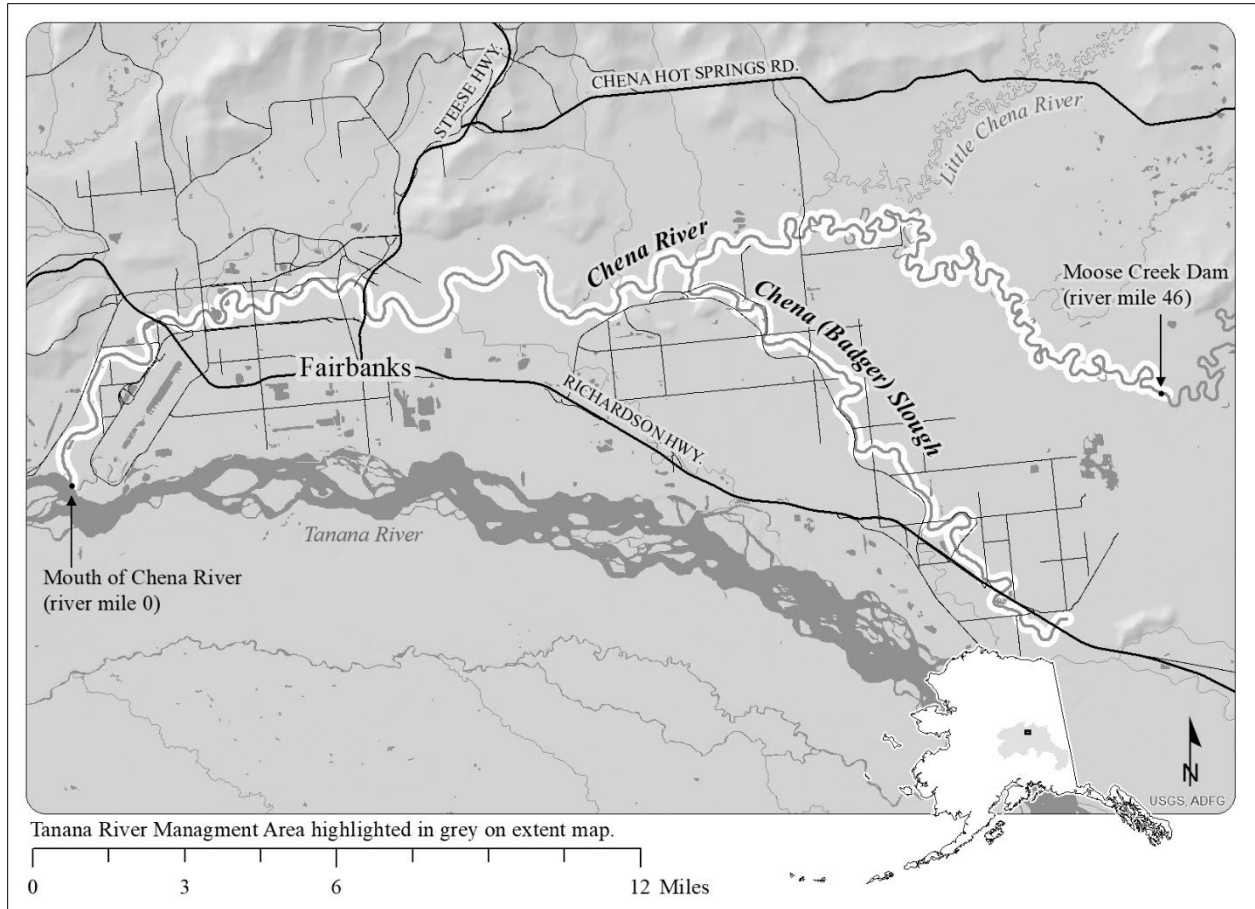 CHENA HOT SPRINGS RD.
STEESE HWY.
Little Chena River
Chena River
Moose Creek Dam
(river mile 46)
Chena (Badger) Slough
Fairbanks
RICHARDSON HWY.
Tanana River
Mouth of Chena River
(river mile 0)
N
USGS, ADFG
Tanana River Managment Area highlighted in grey on extent map.
0 3 6 12 Miles